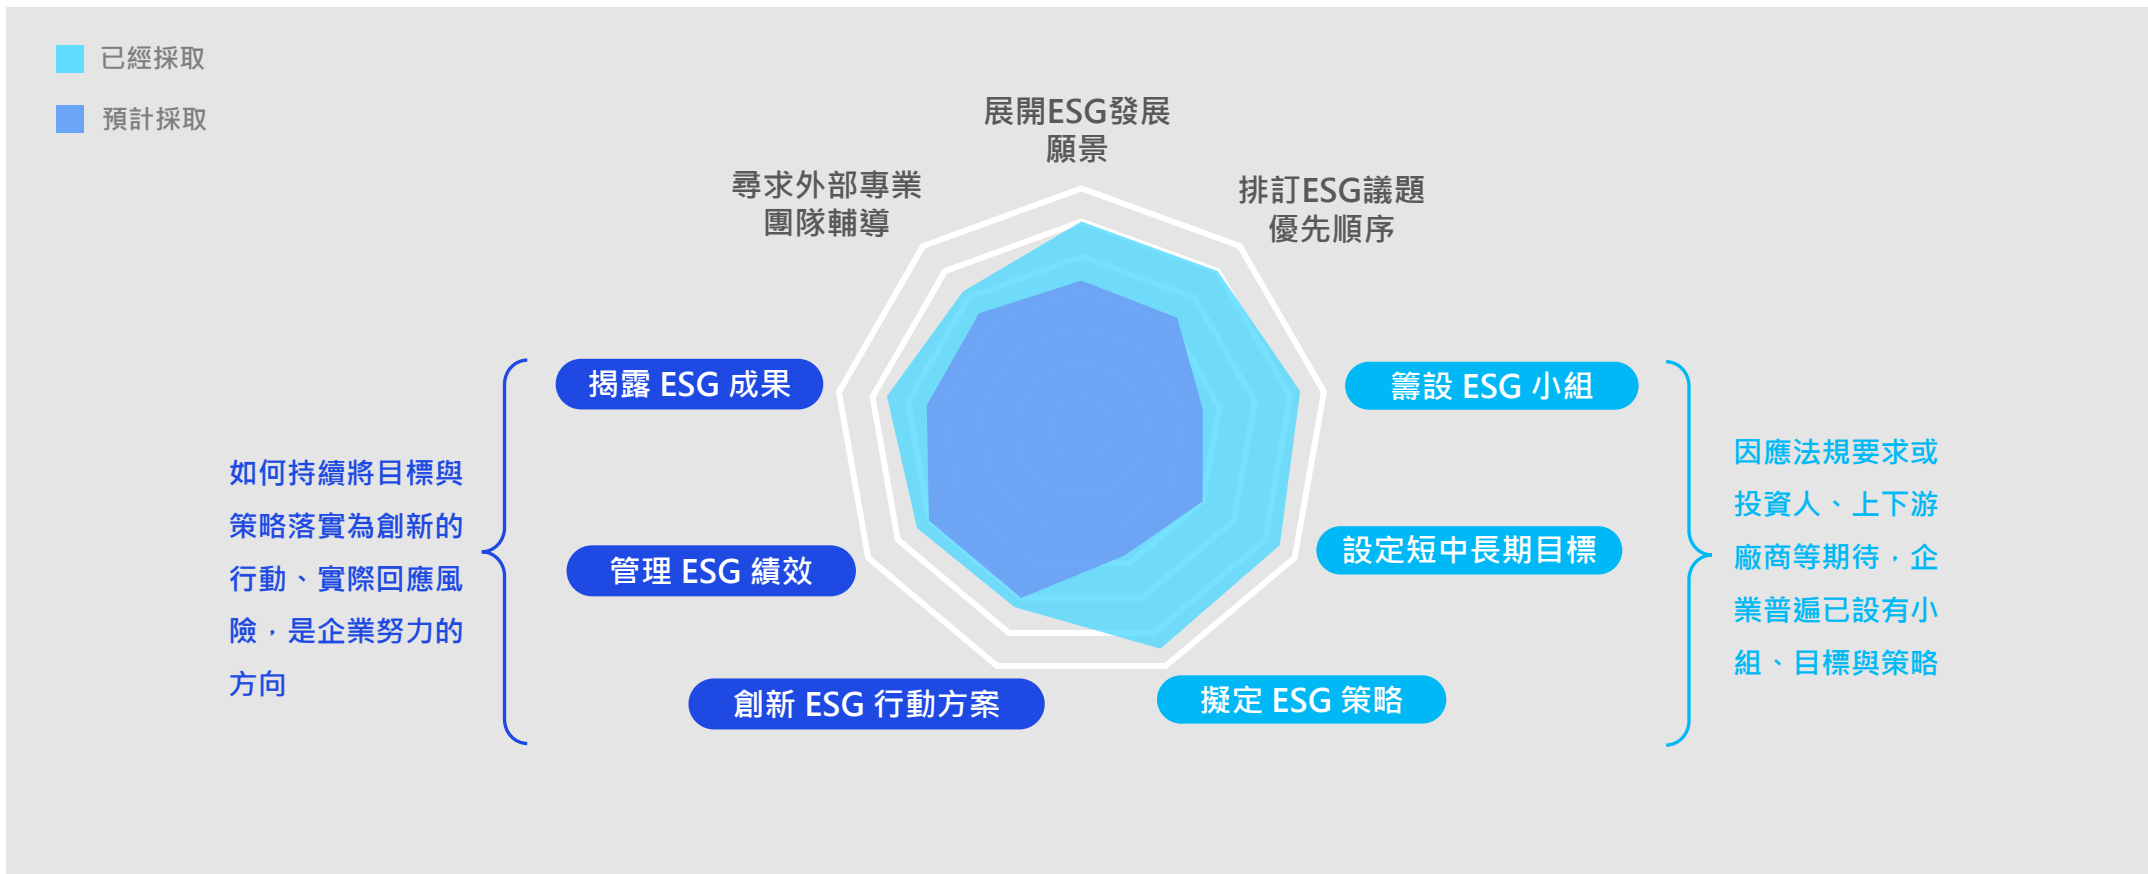 已經採取
預計採取
展開ESG發展
願景
尋求外部專業
團隊輔導
排訂ESG議題
優先順序
揭露 ESG 成果
籌設 ESG 小組
如何持續將目標與
策略落實為創新的
行動、實際回應風
險，是企業努力的
方向
因應法規要求或
投資人、上下游
廠商等期待，企
業普遍已設有小
組、目標與策略
管理 ESG 績效
設定短中長期目標
創新 ESG 行動方案
擬定 ESG 策略